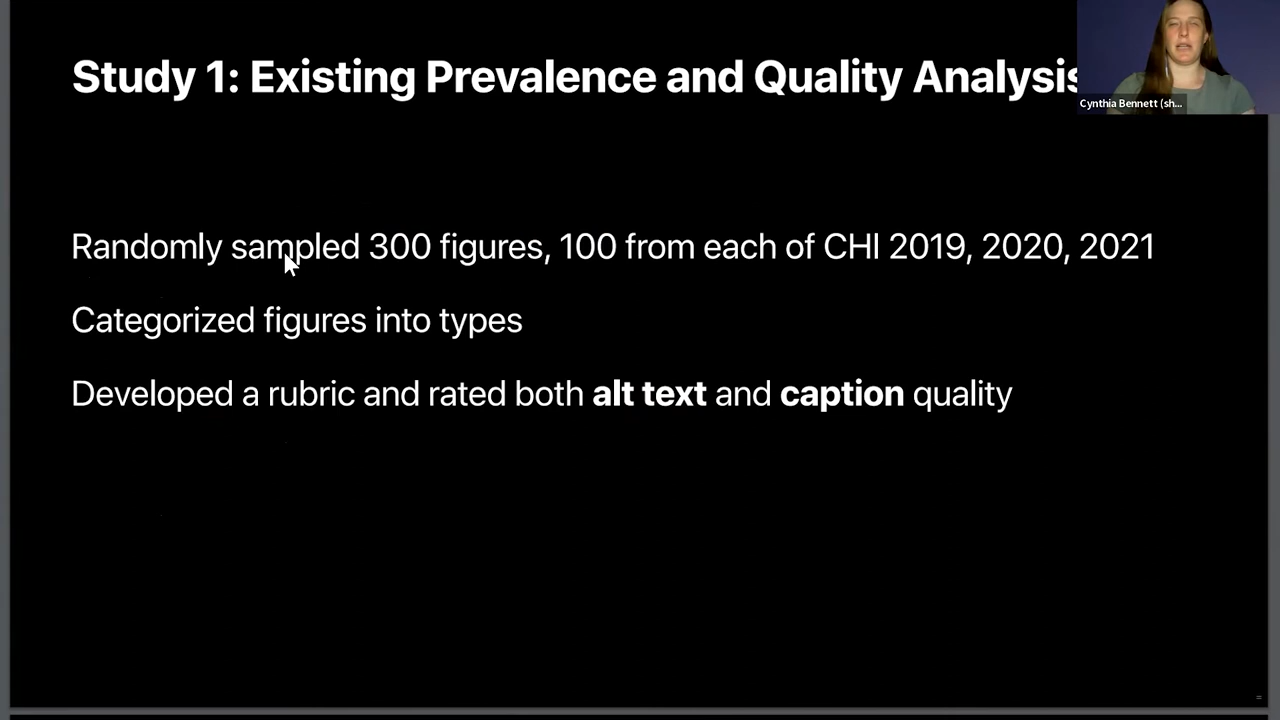 Study 1: Existing Prevalence and Quality Analysis
Cynthia Bennett (sh...
Randomly sampled 300 figures, 100 from each of CHI 2019, 2020, 2021
Categorized figures into types
Developed a rubric and rated both alt text and caption quality